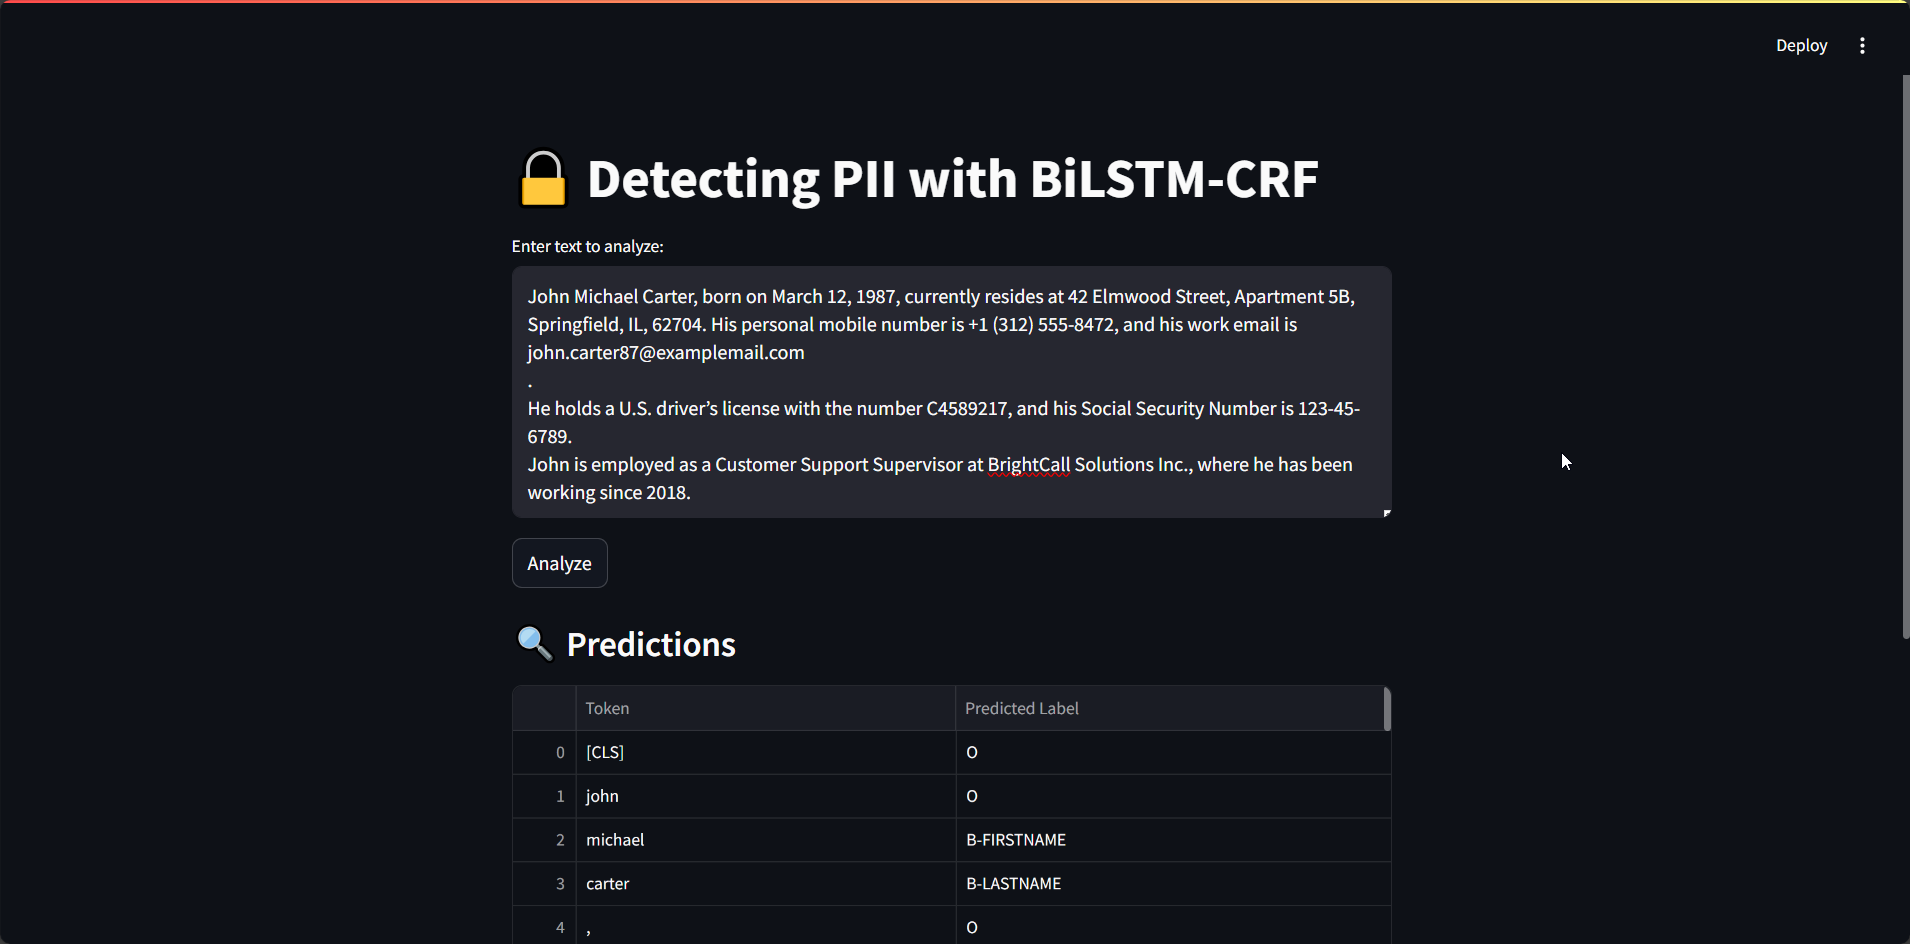 Deploy
Detecting PII with BiLSTM-CRF
Enter text to analyze:
John Michael Carter, born on March 12, 1987, currently resides at 42 Elmwood Street, Apartment 5B,
Springfield, IL, 62704. His personal mobile number is +1 (312) 555-8472, and his work email is
john.carter87@examplemail.com
.
He holds a U.S. driver’s license with the number C4589217, and his Social Security Number is 123-45-
6789.
John is employed as a Customer Support Supervisor at BrightCall Solutions Inc., where he has been
working since 2018.
Analyze
Predictions
Token Predicted Label
0 [CLS] O
1 john O
2 michael B-FIRSTNAME
3 carter B-LASTNAME
4 , O